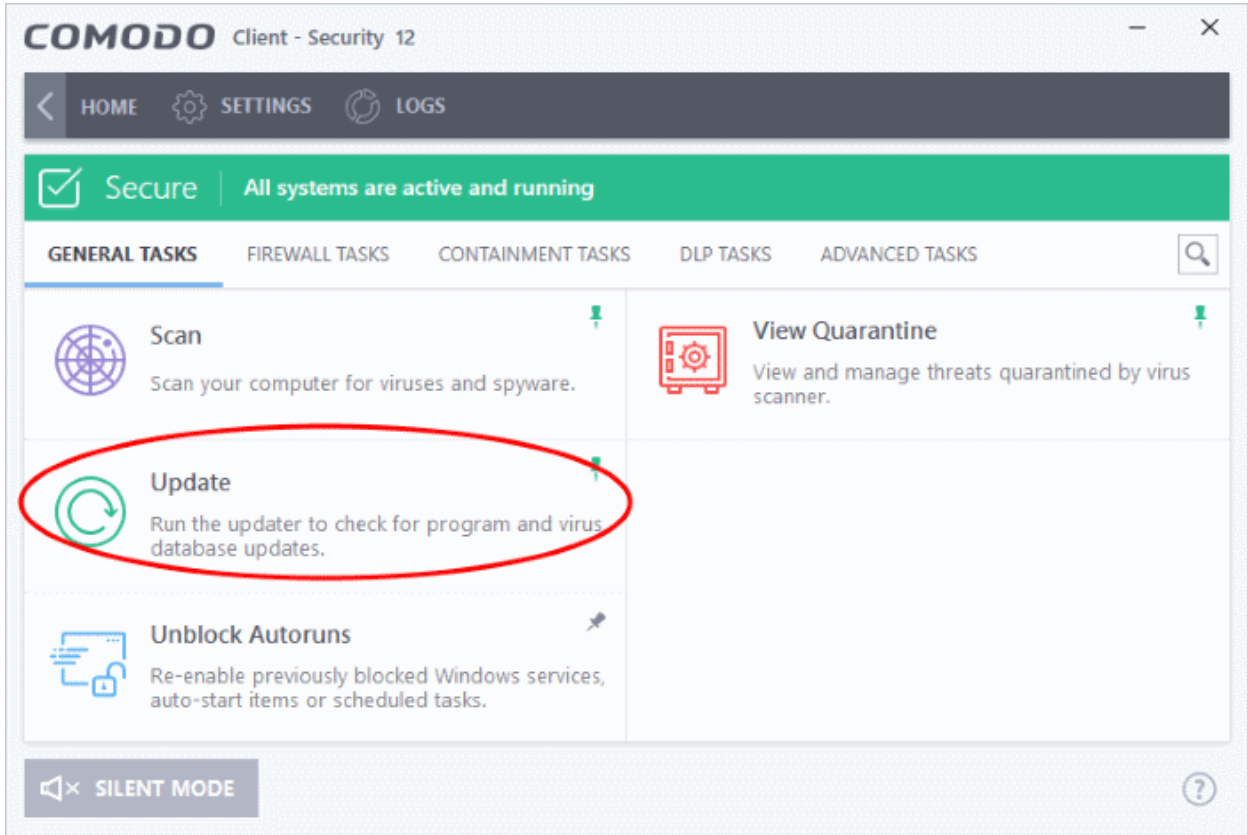 COMODO Client - Security 12
HOME SETTINGS LOGS
Secure All systems are active and running
GENERAL TASKS FIREWALL TASKS CONTAINMENT TASKS DLP TASKS ADVANCED TASKS
Scan
Scan your computer for viruses and spyware.
View Quarantine
View and manage threats quarantined by virus
scanner.
Update
Run the updater to check for program and virus
database updates.
Unblock Autoruns
Re-enable previously blocked Windows services,
auto-start items or scheduled tasks.
SILENT MODE
?